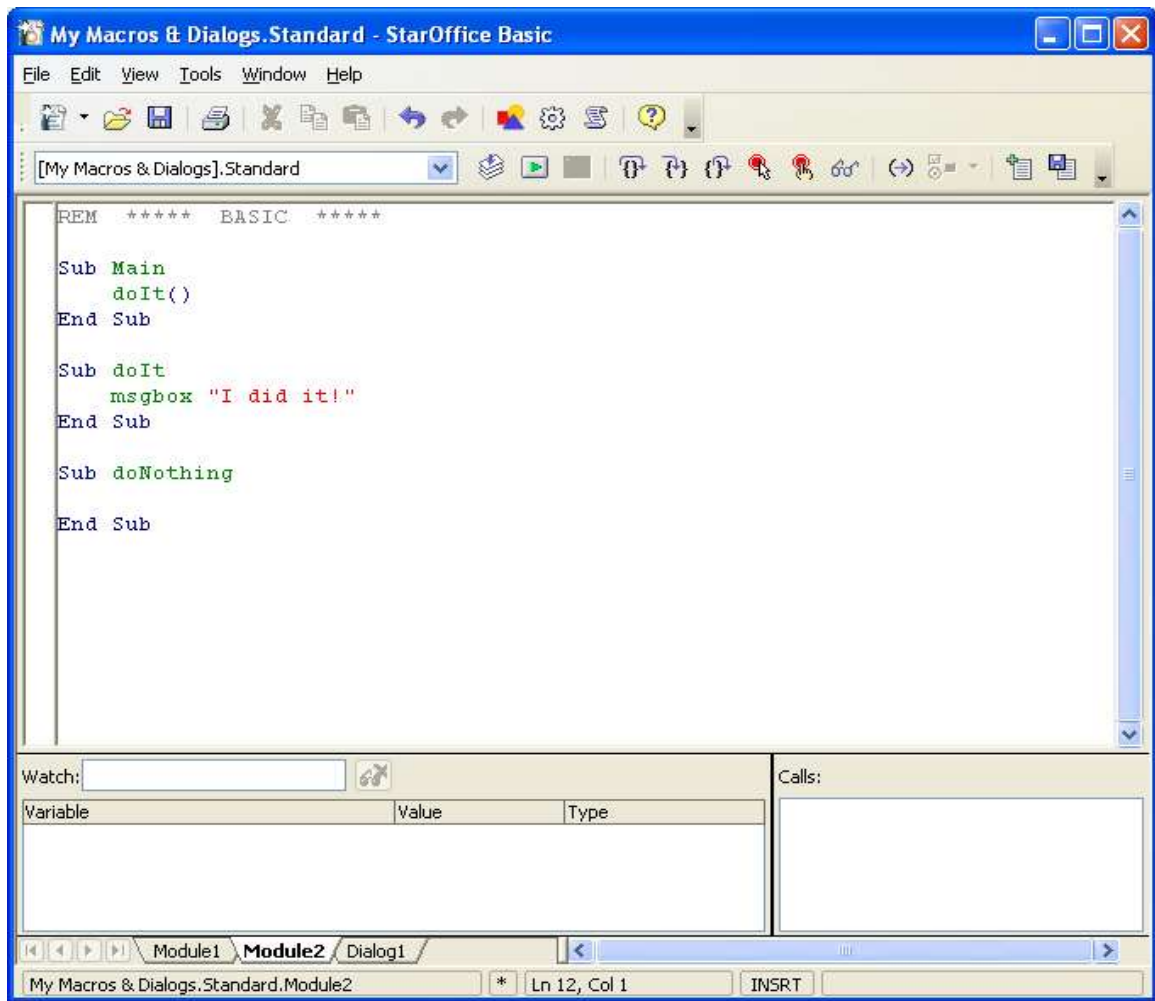 My Macros & Dialogs.Standard - StarOffice Basic
File Edit View Tools Window Help
[My Macros & Dialogs].Standard
REM ***** BASIC *****
Sub Main
doIt()
End Sub
Sub doIt
msgbox "I did it!"
End Sub
Sub doNothing
End Sub
Watch:
Calls:
Variable Value Type
Module1 Module2 Dialog1
My Macros & Dialogs.Standard.Module2 * Ln 12, Col 1 INSRT